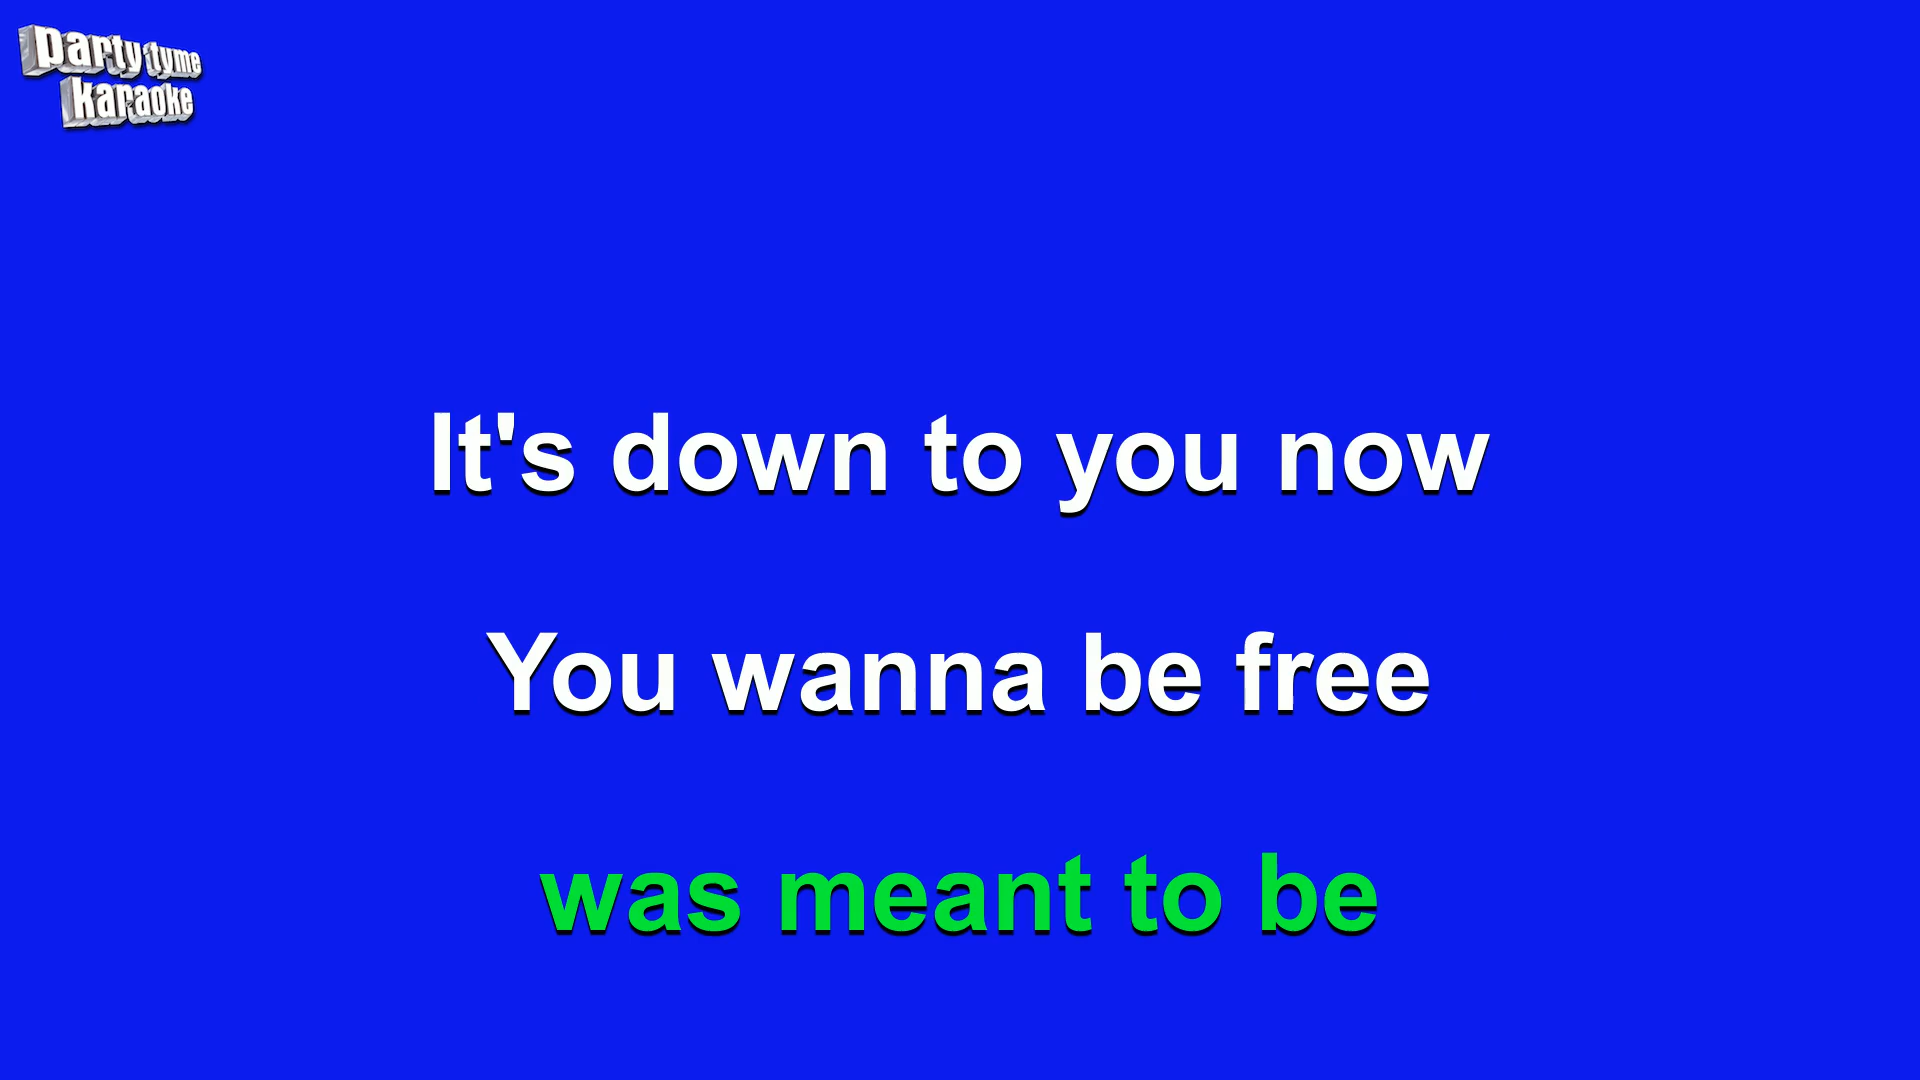 party tyme
karaoke
It's down to you now
You wanna be free
was meant to be